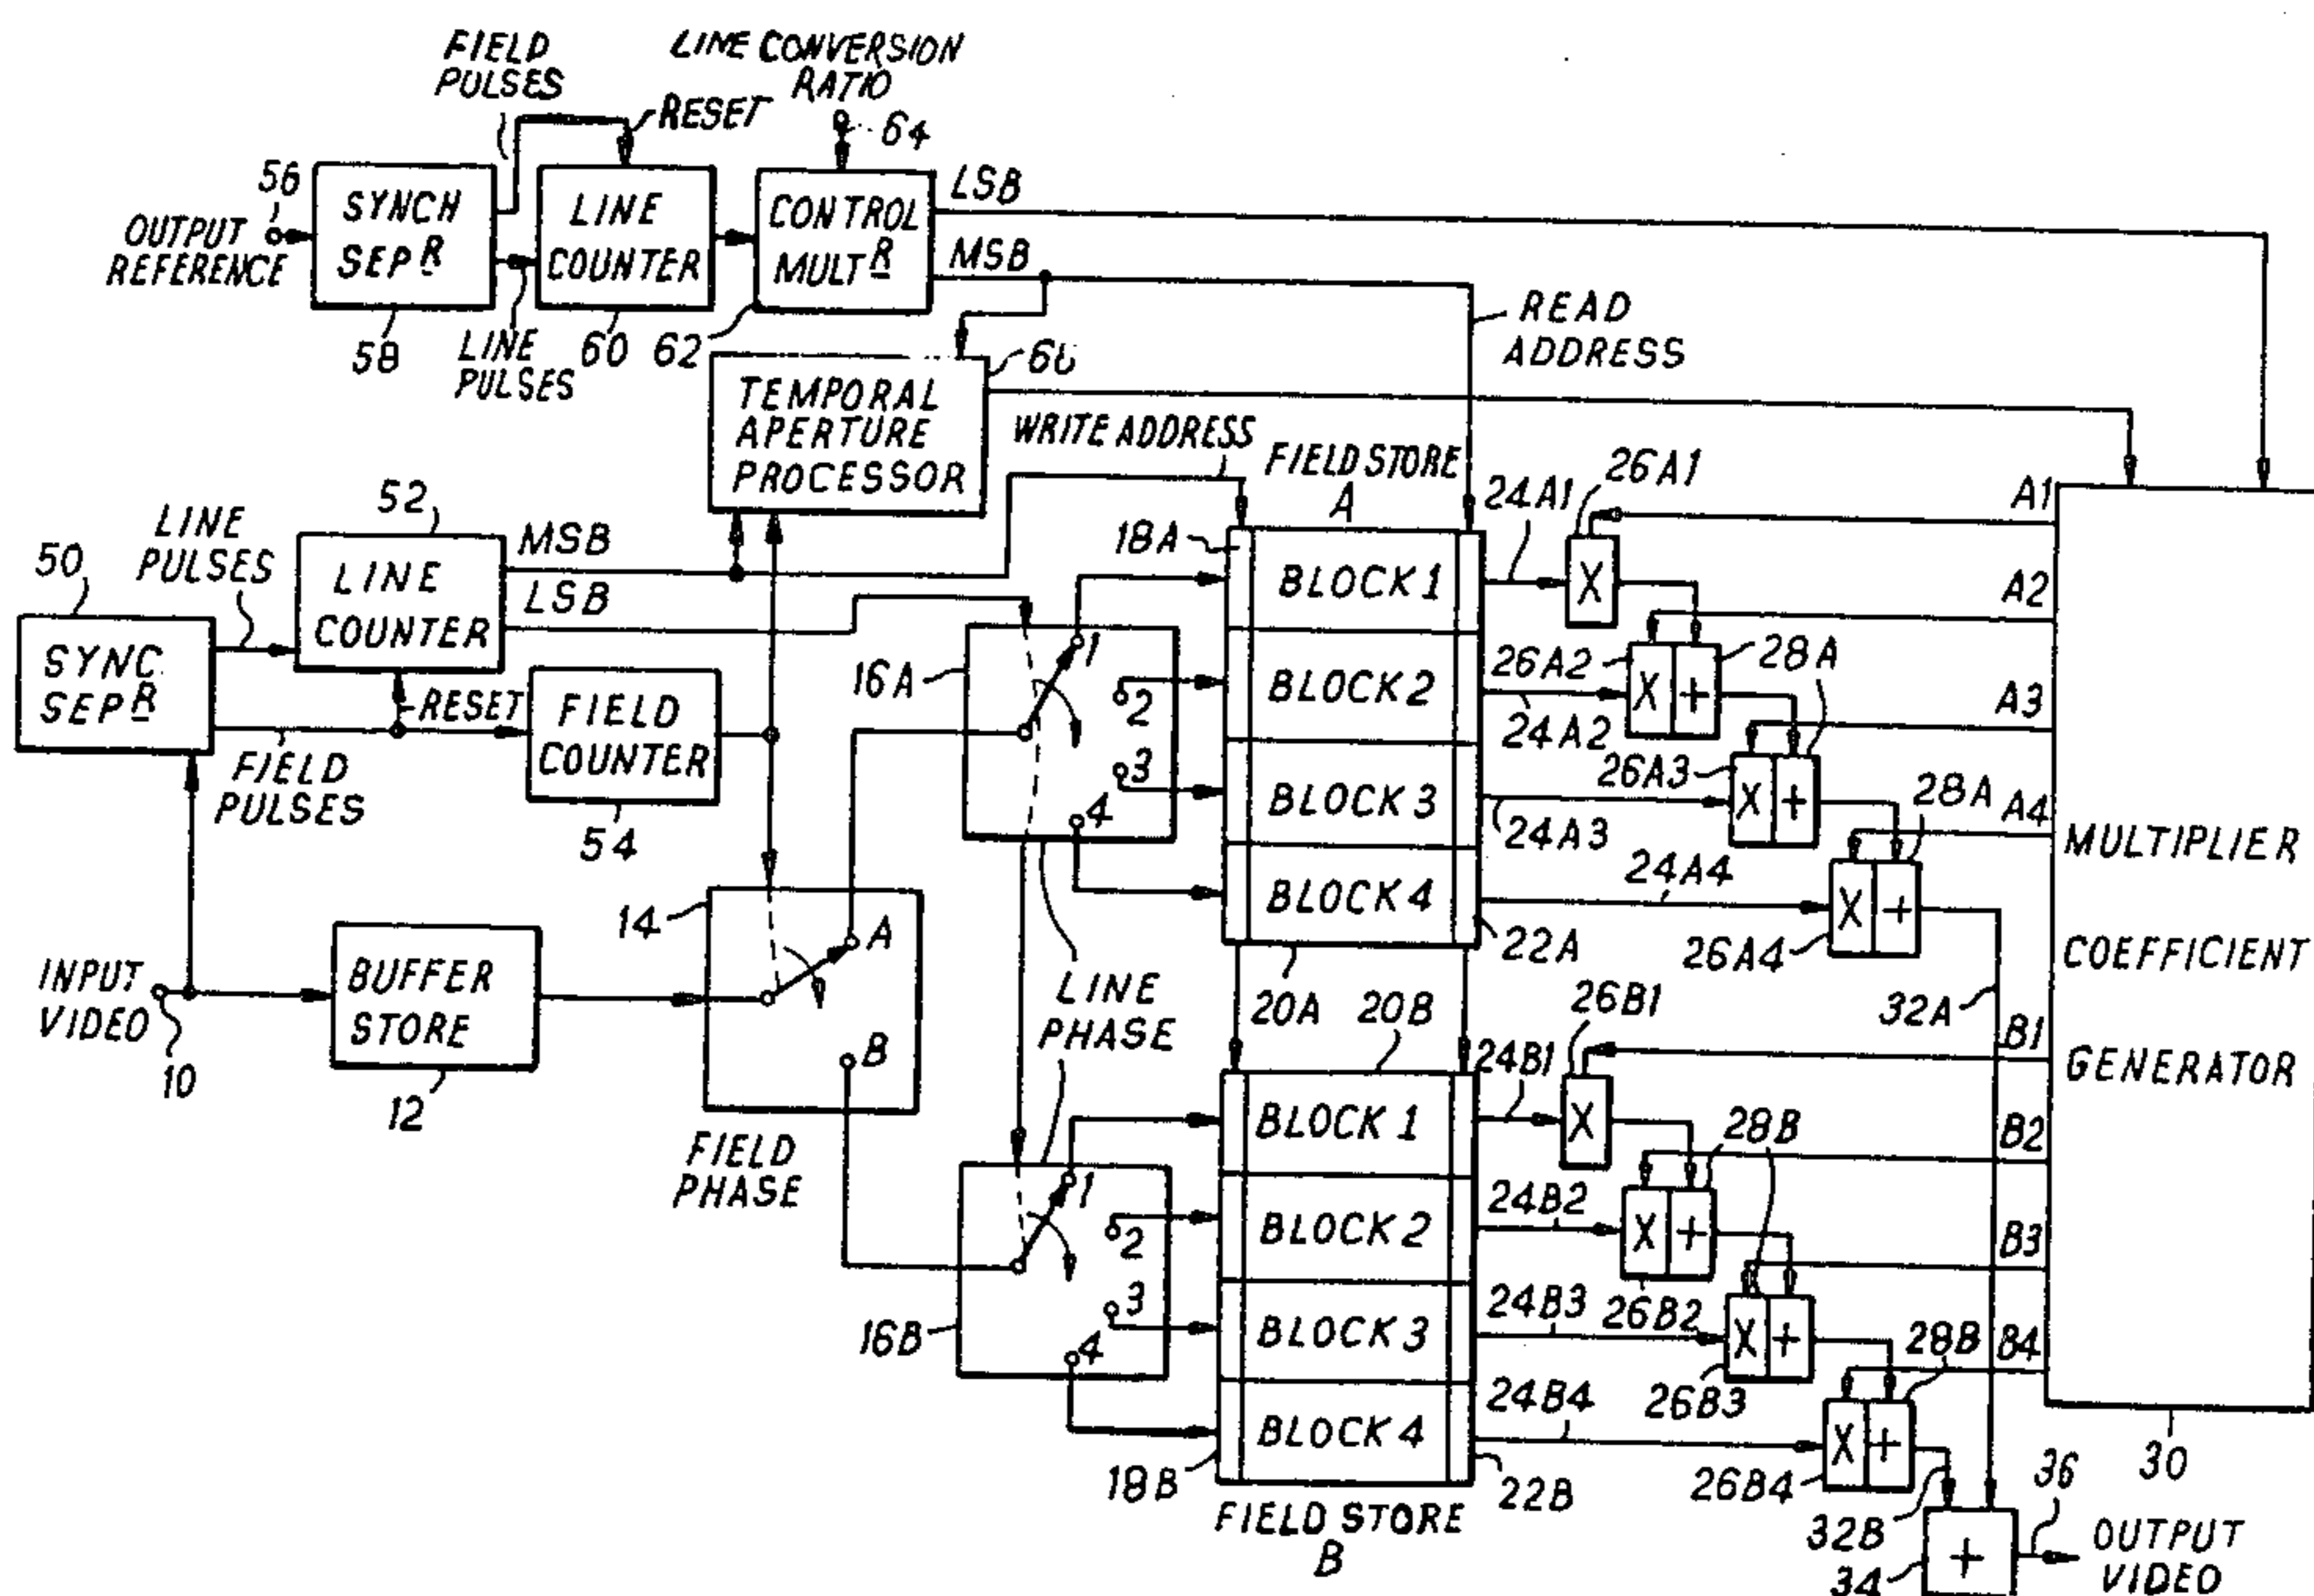 FIELD
PULSES
LINE CONVERSION
RATIO
RESET
64
56
OUTPUT
REFERENCE
SYNCH
SEPR
58
LINE
PULSES
LINE
COUNTER
60
CONTROL
MULTR
62
LSB
MSB
READ
ADDRESS
TEMPORAL
APERTURE
PROCESSOR
WRITE ADDRESS
FIELD STORE
A
50
LINE
PULSES
52
LINE
COUNTER
MSB
LSB
SYNC
SEPR
RESET
FIELD
PULSES
FIELD
COUNTER
54
INPUT
VIDEO
10
BUFFER
STORE
12
14
A
B
FIELD
PHASE
16A
1
2
3
4
LINE
PHASE
16B
1
2
3
4
18A
BLOCK 1
BLOCK 2
BLOCK 3
BLOCK 4
20A
22A
20B
BLOCK 1
BLOCK 2
BLOCK 3
BLOCK 4
18B
22B
FIELD STORE
B
24A1
26A1
X
26A2
24A2
X
+
28A
26A3
24A3
X
+
28A
24A4
26A4
X
+
32A
24B1
26B1
X
24B2
26B2
X
+
28B
24B3
26B3
X
+
28B
24B4
26B4
X
+
32B
A1
A2
A3
A4
B1
B2
B3
B4
MULTIPLIER
COEFFICIENT
GENERATOR
30
34
+
36
OUTPUT
VIDEO